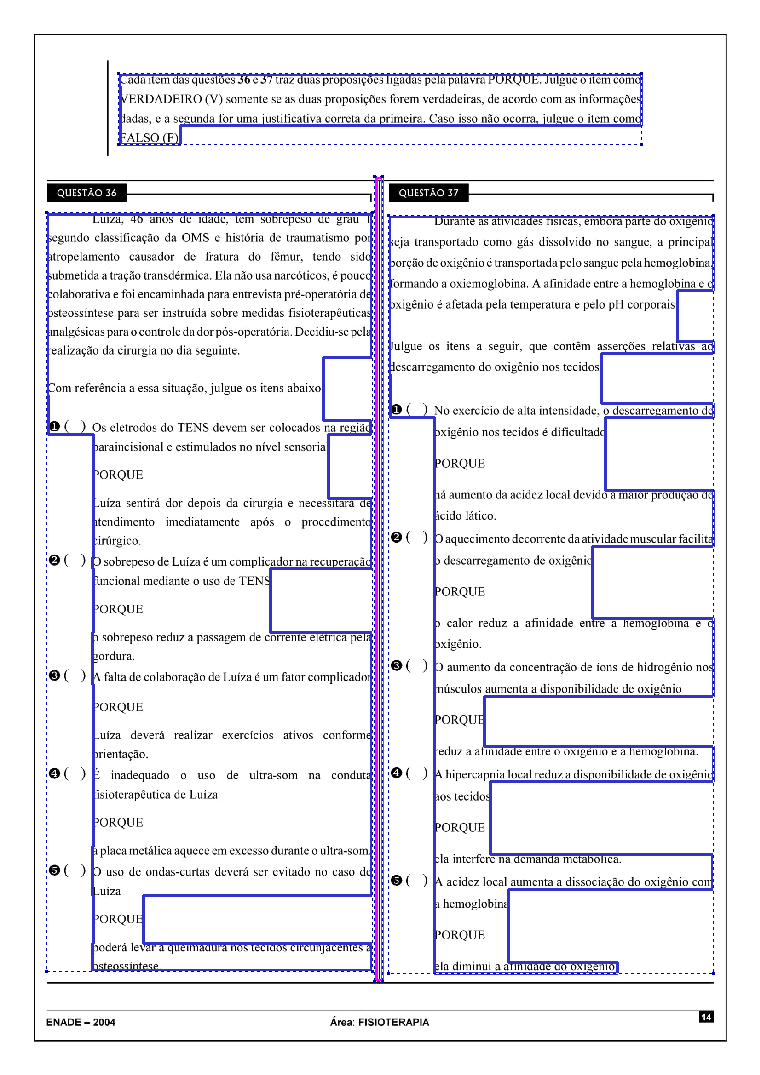 Cada item das questões 36 e 37 traz duas proposições ligadas pela palavra PORQUE. Julgue o item como
VERDADEIRO (V) somente se as duas proposições forem verdadeiras, de acordo com as informações
dadas, e a segunda for uma justificativa correta da primeira. Caso isso não ocorra, julgue o item como
FALSO (F).
QUESTÃO 36
Luíza, 46 anos de idade, tem sobrepeso de grau 1
segundo classificação da OMS e história de traumatismo por
atropelamento causador de fratura do fêmur, tendo sido
submetida a tração transdérmica. Ela não usa narcóticos, é pouco
colaborativa e foi encaminhada para entrevista pré-operatória de
osteossíntese para ser instruída sobre medidas fisioterapêuticas
analgésicas para o controle da dor pós-operatória. Decidiu-se pela
realização da cirurgia no dia seguinte.
Com referência a essa situação, julgue os itens abaixo.
❶ ( ) Os eletrodos do TENS devem ser colocados na região
paraincisional e estimulados no nível sensorial
PORQUE
Luíza sentirá dor depois da cirurgia e necessitará de
atendimento imediatamente após o procedimento
cirúrgico.
❷ ( ) O sobrepeso de Luíza é um complicador na recuperação
funcional mediante o uso de TENS
PORQUE
o sobrepeso reduz a passagem de corrente elétrica pela
gordura.
❸ ( ) A falta de colaboração de Luíza é um fator complicador
PORQUE
Luíza deverá realizar exercícios ativos conforme
orientação.
❹ ( ) É inadequado o uso de ultra-som na conduta
fisioterapêutica de Luíza
PORQUE
a placa metálica aquece em excesso durante o ultra-som.
❺ ( ) O uso de ondas-curtas deverá ser evitado no caso de
Luíza
PORQUE
poderá levar a queimadura nos tecidos circunjacentes à
osteossíntese.
QUESTÃO 37
Durante as atividades físicas, embora parte do oxigênio
seja transportado como gás dissolvido no sangue, a principal
porção de oxigênio é transportada pelo sangue pela hemoglobina,
formando a oxiemoglobina. A afinidade entre a hemoglobina e o
oxigênio é afetada pela temperatura e pelo pH corporais.
Julgue os itens a seguir, que contêm asserções relativas ao
descarregamento do oxigênio nos tecidos.
❶ ( ) No exercício de alta intensidade, o descarregamento de
oxigênio nos tecidos é dificultado
PORQUE
há aumento da acidez local devido à maior produção de
ácido lático.
❷ ( ) O aquecimento decorrente da atividade muscular facilita
o descarregamento de oxigênio
PORQUE
o calor reduz a afinidade entre a hemoglobina e o
oxigênio.
❸ ( ) O aumento da concentração de íons de hidrogênio nos
músculos aumenta a disponibilidade de oxigênio
PORQUE
reduz a afinidade entre o oxigênio e a hemoglobina.
❹ ( ) A hipercapnia local reduz a disponibilidade de oxigênio
aos tecidos
PORQUE
ela interfere na demanda metabólica.
❺ ( ) A acidez local aumenta a dissociação do oxigênio com
a hemoglobina
PORQUE
ela diminui a afinidade do oxigênio.
ENADE – 2004
Área: FISIOTERAPIA
14